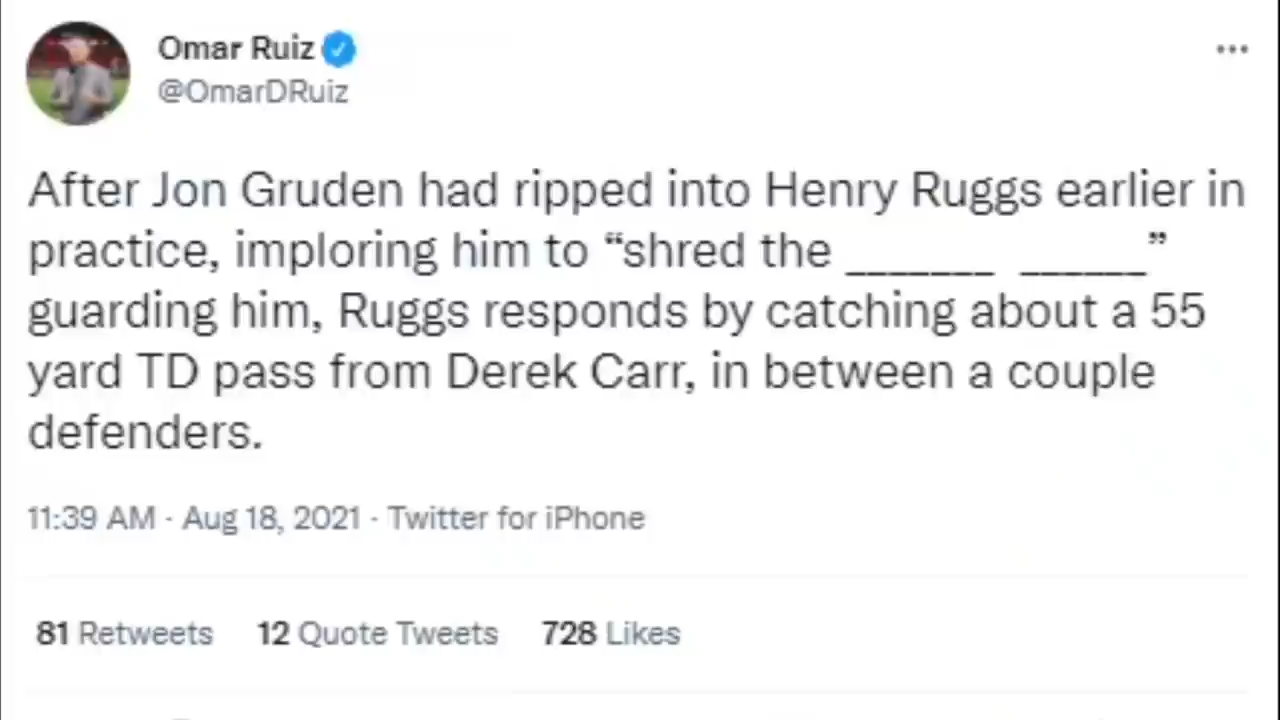 Omar Ruiz
@OmarDRuiz
After Jon Gruden had ripped into Henry Ruggs earlier in
practice, imploring him to “shred the _______ ______”
guarding him, Ruggs responds by catching about a 55
yard TD pass from Derek Carr, in between a couple
defenders.
11:39 AM · Aug 18, 2021 · Twitter for iPhone
81 Retweets 12 Quote Tweets 728 Likes